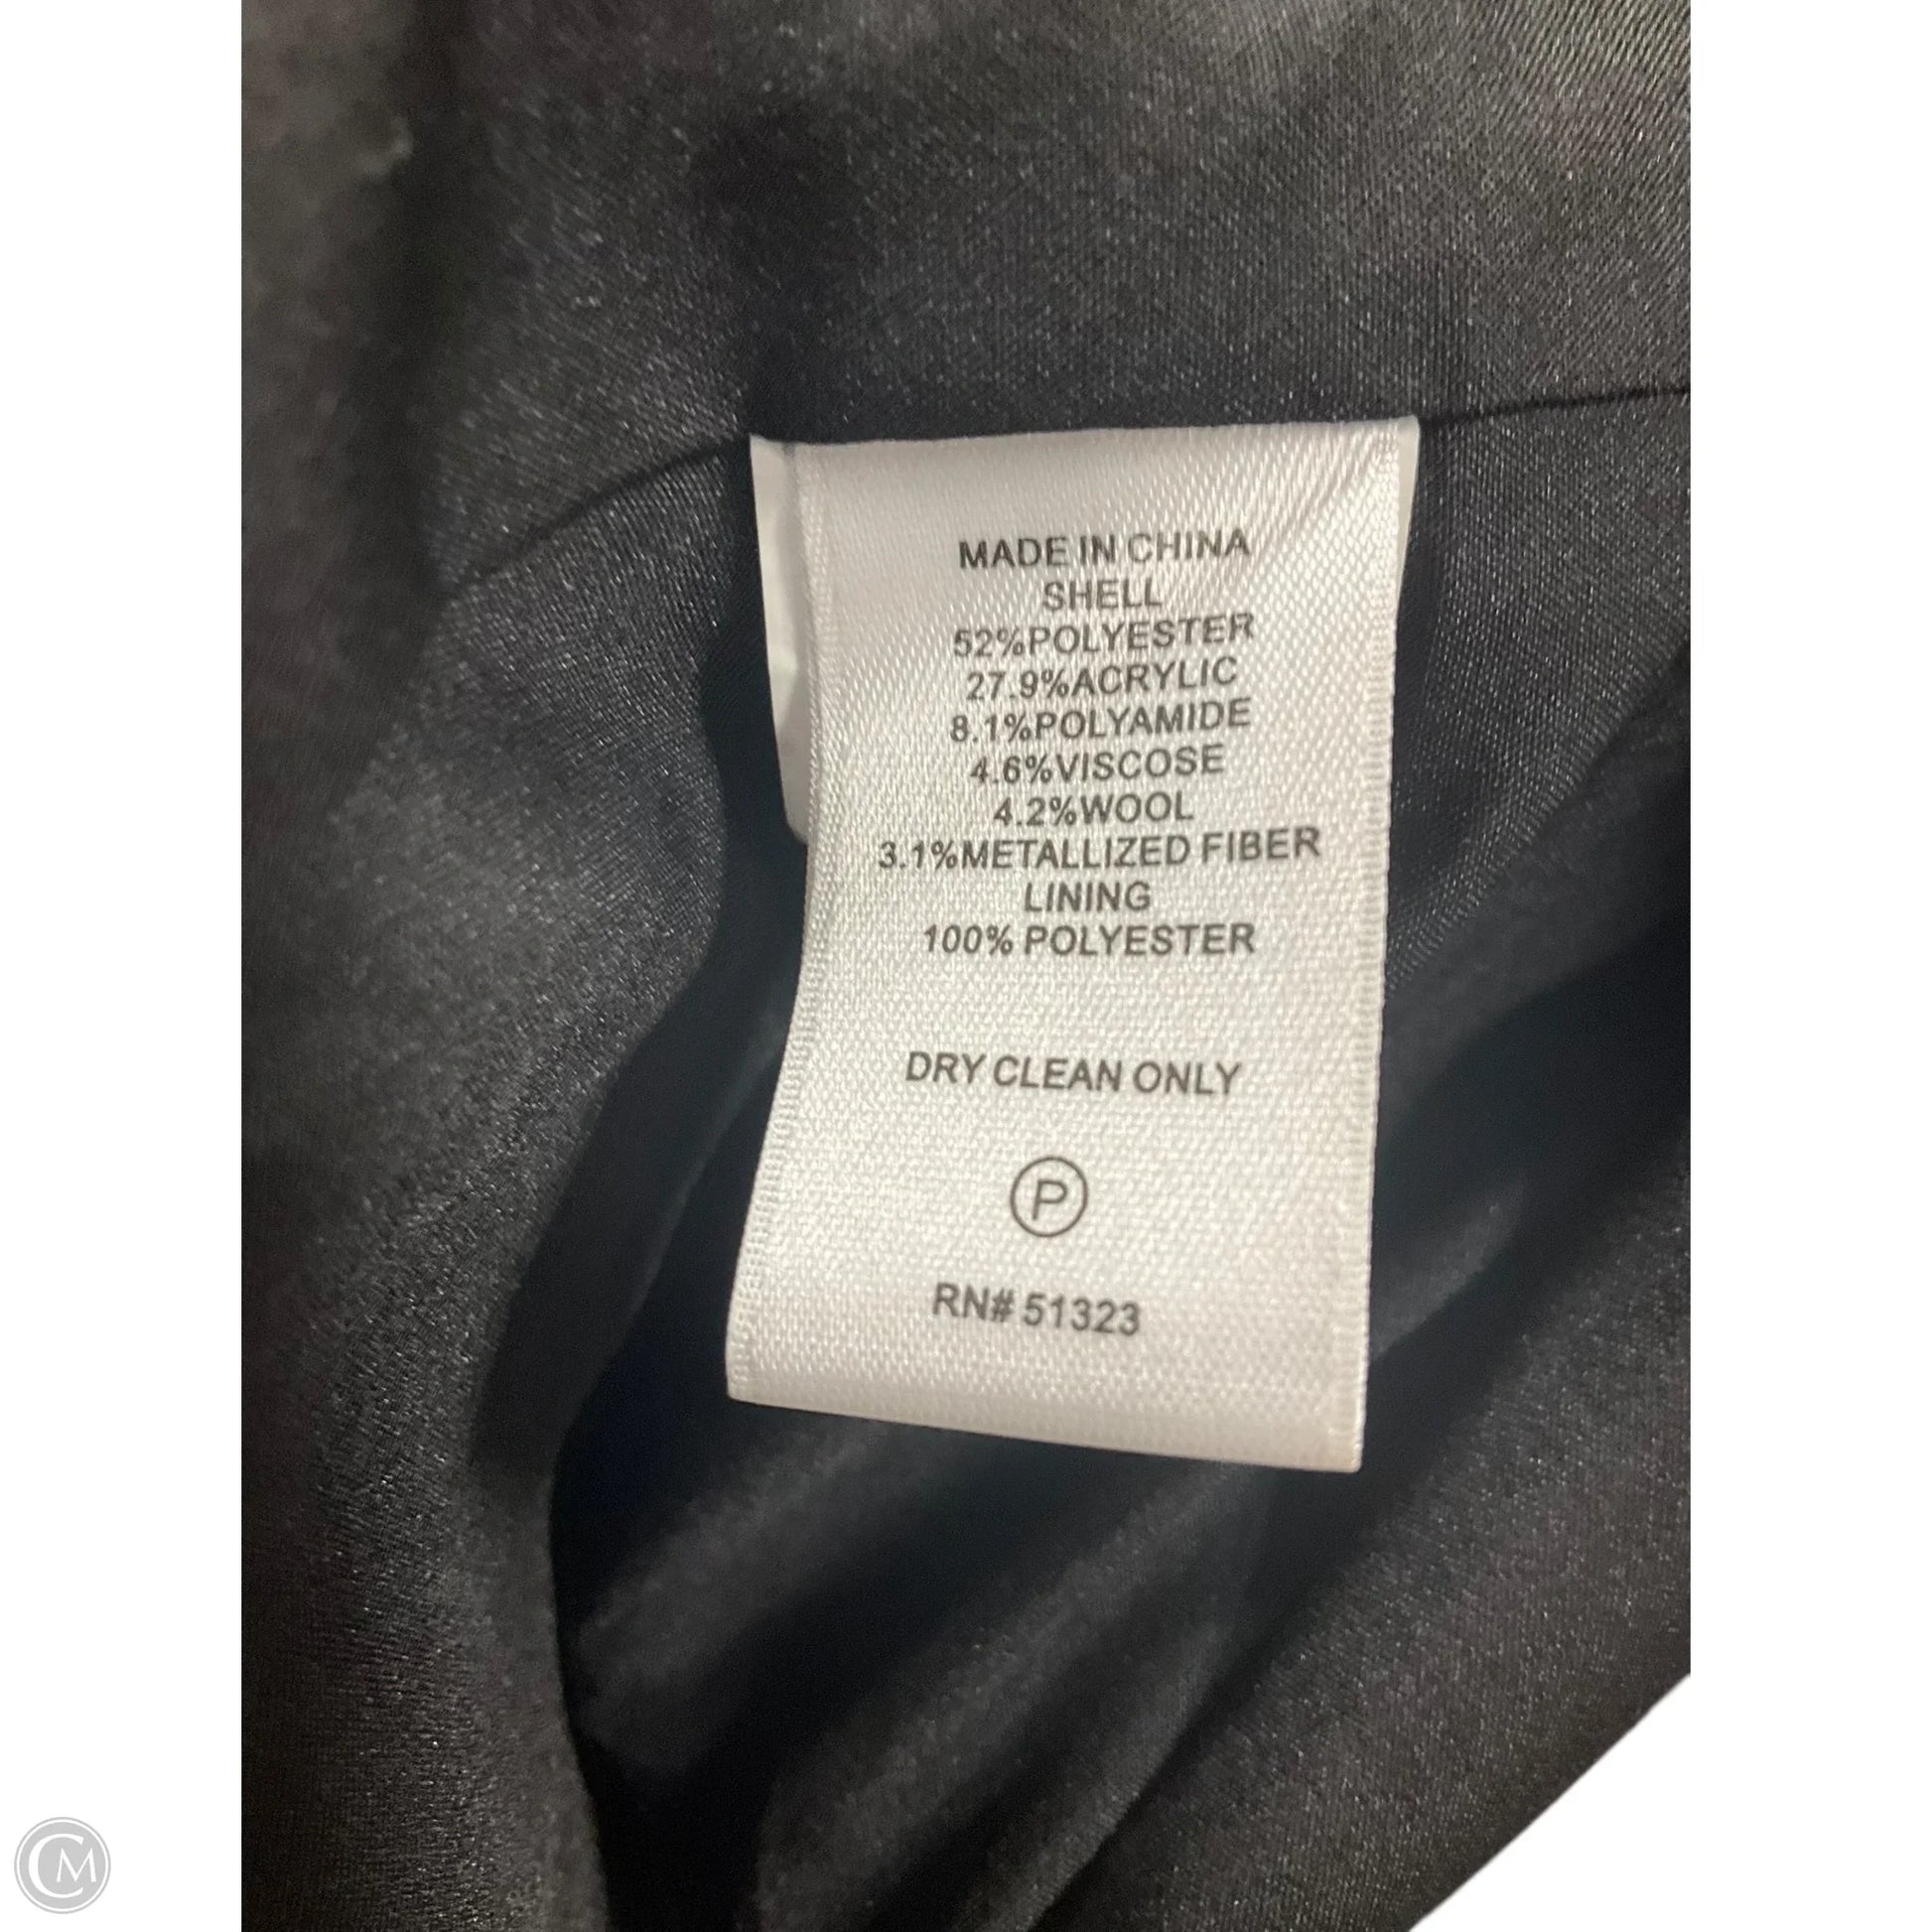 MADE IN CHINA
SHELL
52%POLYESTER
27.9%ACRYLIC
8.1%POLYAMIDE
4.6%VISCOSE
4.2%WOOL
3.1%METALLIZED FIBER
LINING
100% POLYESTER
DRY CLEAN ONLY
P
RN# 51323
CM